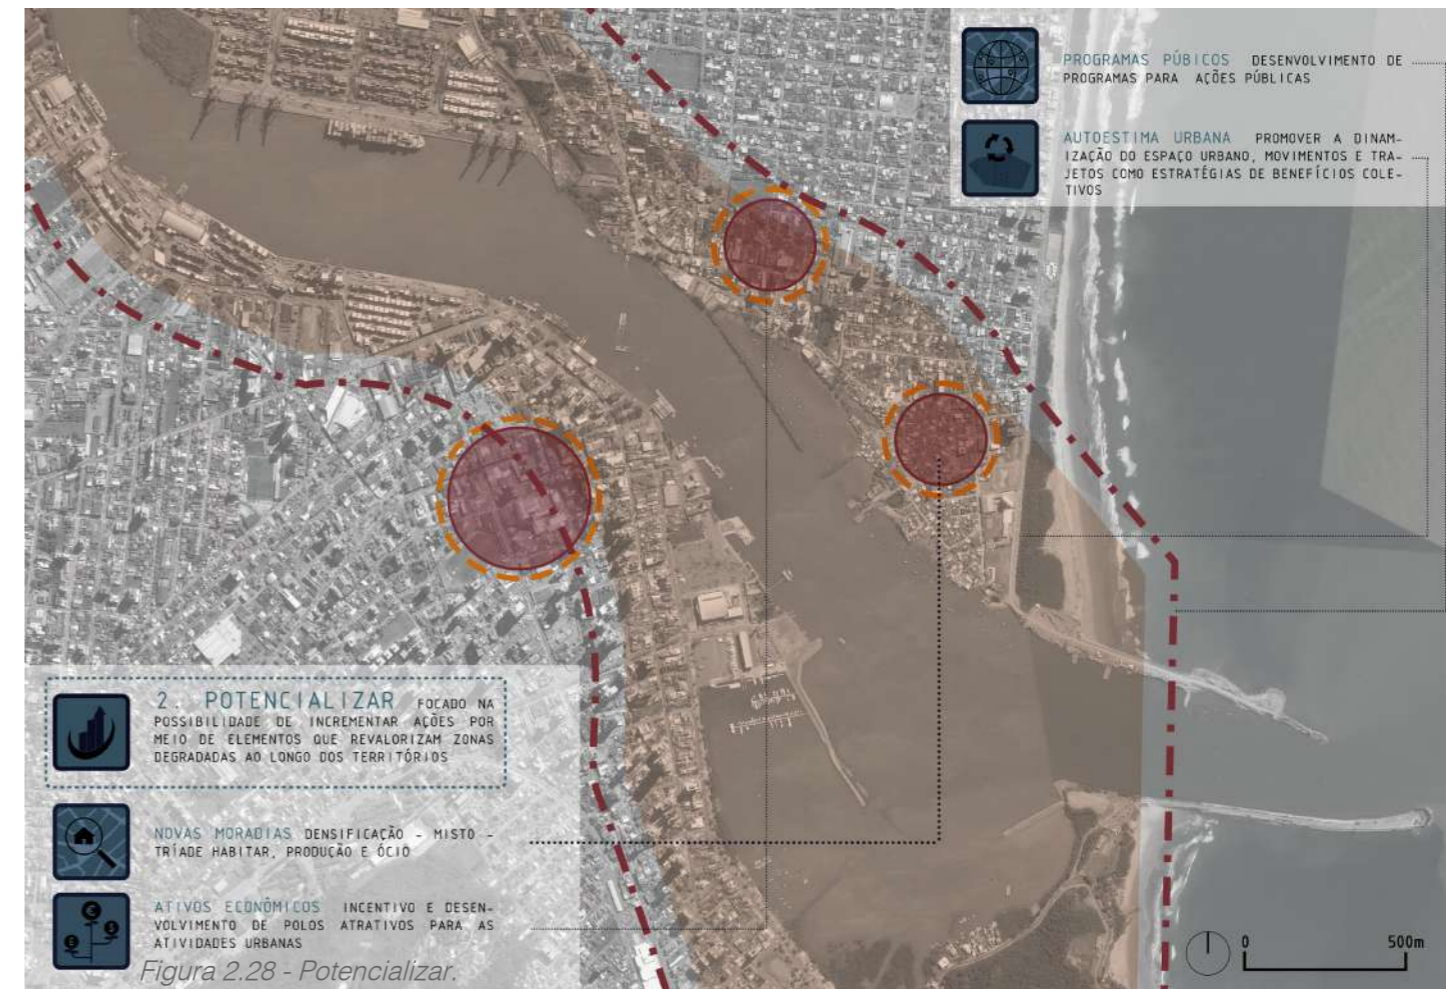 PROGRAMAS PÚBICOS DESENVOLVIMENTO DE
PROGRAMAS PARA AÇÕES PÚBLICAS
AUTOESTIMA URBANA PROMOVER A DINAM-
IZAÇÃO DO ESPAÇO URBANO, MOVIMENTOS E TRA-
JETOS COMO ESTRATÉGIAS DE BENEFÍCIOS COLE-
TIVOS
2. POTENCIALIZAR FOCADO NA
POSSIBILIDADE DE INCREMENTAR AÇÕES POR
MEIO DE ELEMENTOS QUE REVALORIZAM ZONAS
DEGRADADAS AO LONGO DOS TERRITÓRIOS
NOVAS MORADIAS DENSIFICAÇÃO - MISTO -
TRÍADE HABITAR, PRODUÇÃO E ÓCIO
ATIVOS ECONÔMICOS INCENTIVO E DESEN-
VOLVIMENTO DE POLOS ATRATIVOS PARA AS
ATIVIDADES URBANAS
Figura 2.28 - Potencializar.
0 500m